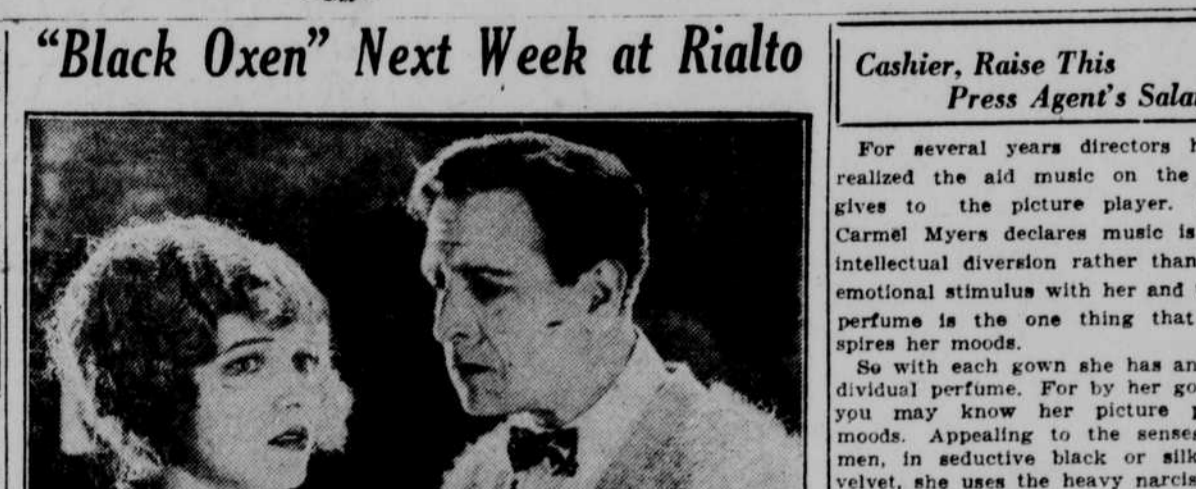 "Black Oxen" Next Week at Rialto
Cashier, Raise This
Press Agent's
For several years directors
realized the aid music on the
gives to the picture player.
Carmel Myers declares music is
intellectual diversion rather than
emotional stimulus with her and
perfume is the one thing that
spires her moods.
So with each gown she has an
dividual perfume. For by her
you may know her picture
moods. Appealing to the senses
men, in seductive black or silk
velvet, she uses the heavy